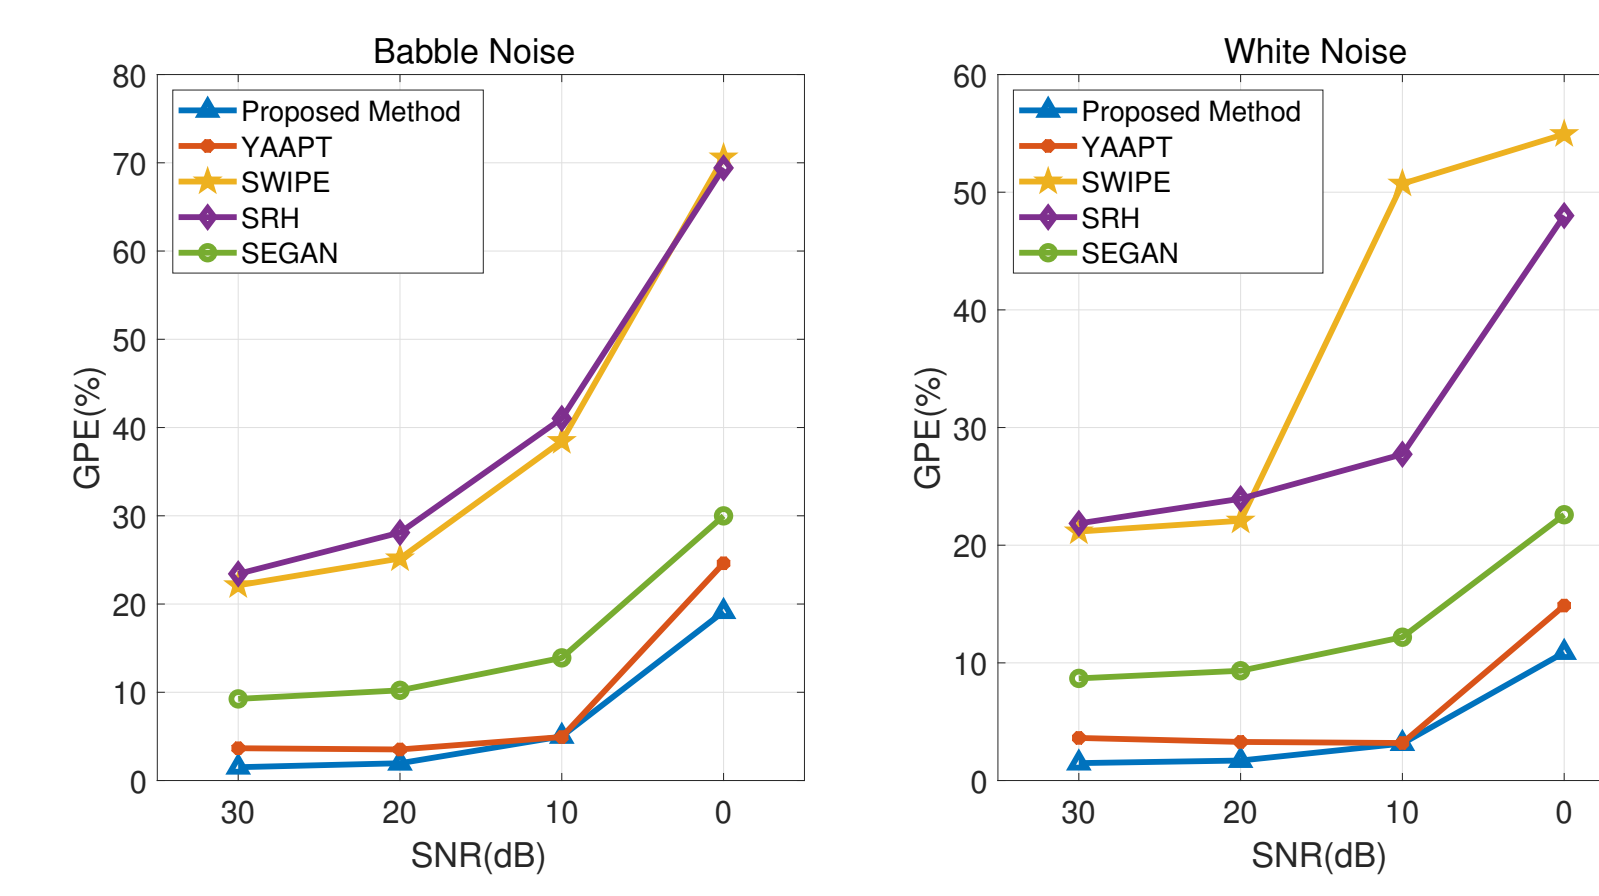 Babble Noise
80
70
60
50
40
30
20
10
0
GPE(%)
Proposed Method
YAAPT
SWIPE
SRH
SEGAN
30 20 10 0
SNR(dB)
White Noise
60
50
40
30
20
10
0
GPE(%)
Proposed Method
YAAPT
SWIPE
SRH
SEGAN
30 20 10 0
SNR(dB)